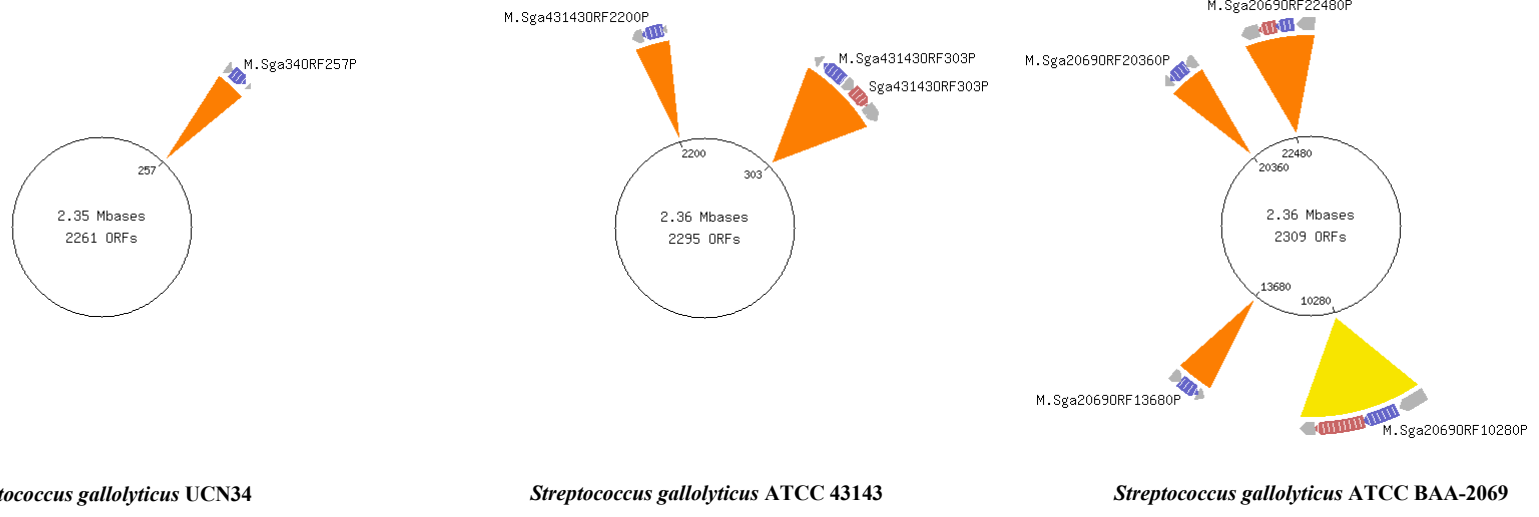 M.Sga34ORF257P
257
2.35 Mbases
2261 ORFs
tococcus gallolyticus UCN34
M.Sga43143ORF2200P
M.Sga43143ORF303P
Sga43143ORF303P
2200
303
2.36 Mbases
2295 ORFs
Streptococcus gallolyticus ATCC 43143
M.Sga2069ORF22480P
M.Sga2069ORF20360P
22480
20360
2.36 Mbases
2309 ORFs
13680
10280
M.Sga2069ORF13680P
M.Sga2069ORF10280P
Streptococcus gallolyticus ATCC BAA-2069